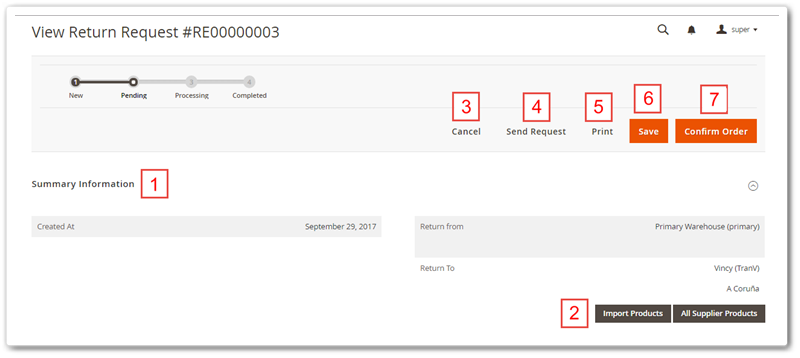 View Return Request #RE00000003
super
1 2 3 4
New Pending Processing Completed
3 4 5 6 7
Cancel Send Request Print Save Confirm Order
Summary Information 1
Created At September 29, 2017
Return from Primary Warehouse (primary)
Return To Vincy (TranV)
A Coruña
2 Import Products All Supplier Products